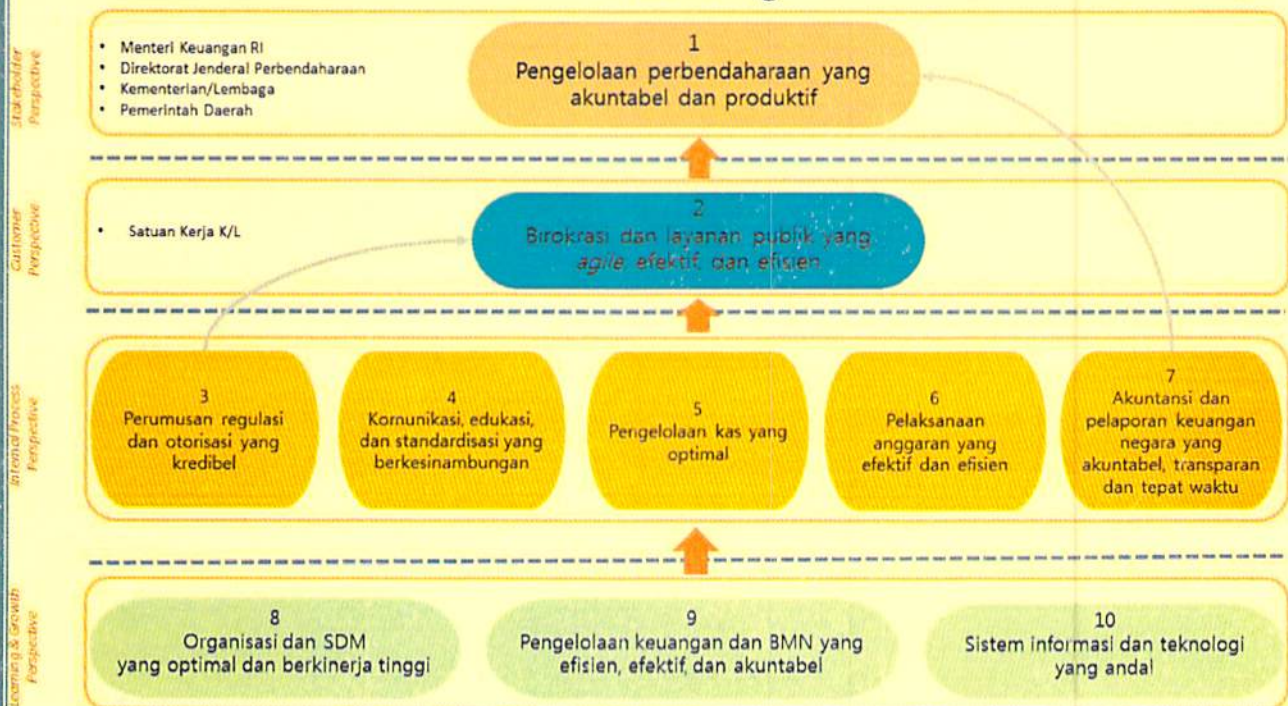 Stakeholder
Perspective
• Menteri Keuangan RI
• Direktorat Jenderal Perbendaharaan
• Kementerian/Lembaga
• Pemerintah Daerah
1
Pengelolaan perbendaharaan yang
akuntabel dan produktif
Customer
Perspective
• Satuan Kerja K/L
2
Birokrasi dan layanan publik yang
agile, efektif, dan efisien
Internal Process
Perspective
3
Perumusan regulasi
dan otorisasi yang
kredibel
4
Komunikasi, edukasi,
dan standardisasi yang
berkesinambungan
5
Pengelolaan kas yang
optimal
6
Pelaksanaan
anggaran yang
efektif dan efisien
7
Akuntansi dan
pelaporan keuangan
negara yang
akuntabel, transparan
dan tepat waktu
Learning & Growth
Perspective
8
Organisasi dan SDM
yang optimal dan berkinerja tinggi
9
Pengelolaan keuangan dan BMN yang
efisien, efektif, dan akuntabel
10
Sistem informasi dan teknologi
yang andal